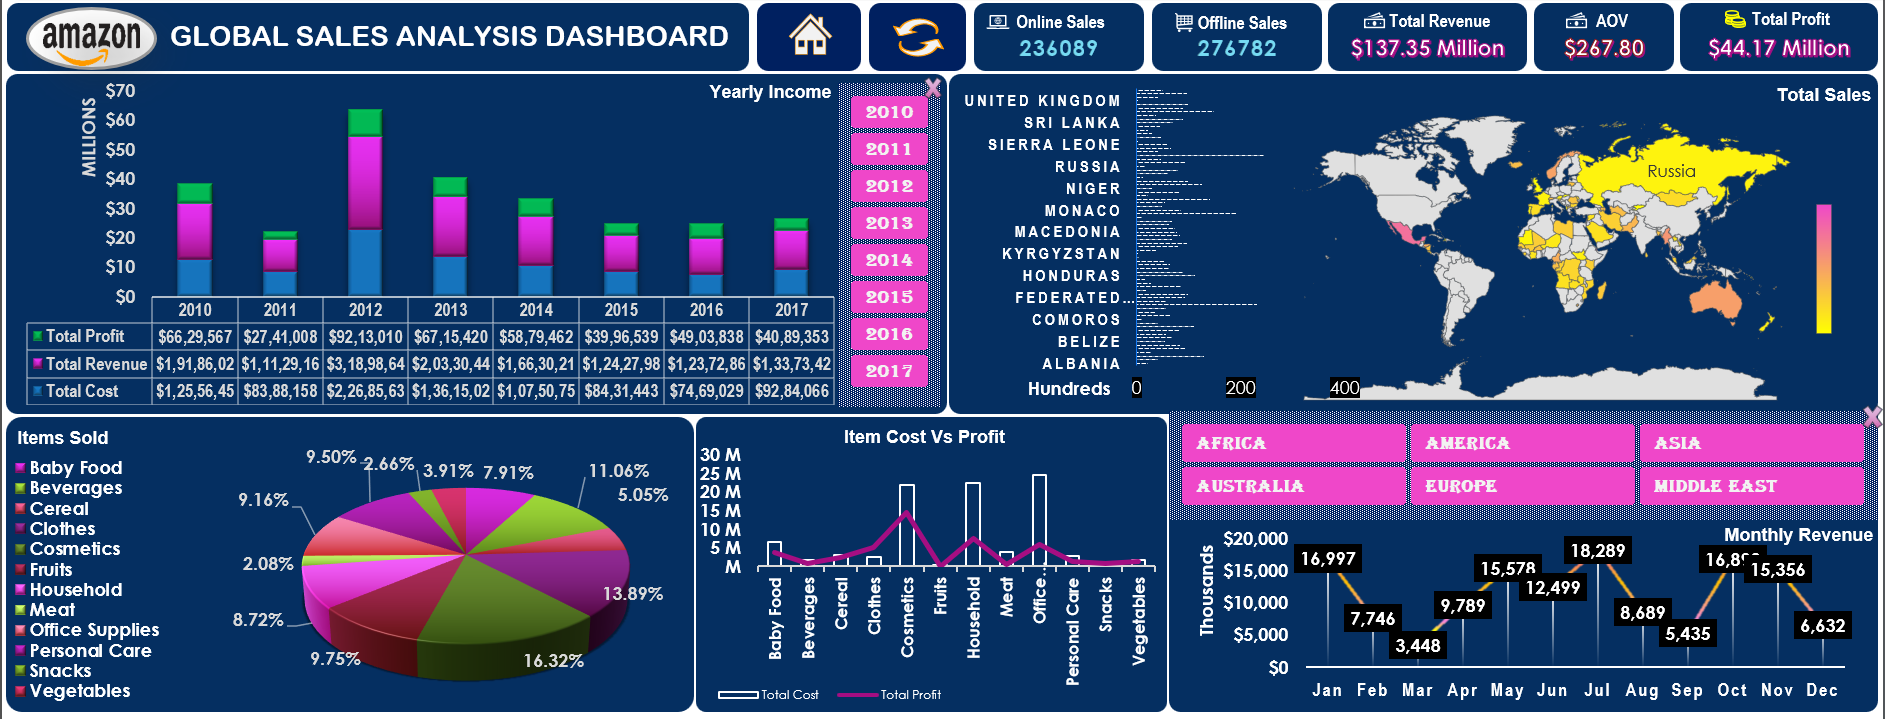 amazon
GLOBAL SALES ANALYSIS DASHBOARD
Online Sales
236089
Offline Sales
276782
Total Revenue
$137.35 Million
AOV
$267.80
Total Profit
$44.17 Million
Yearly Income
MILLIONS
$70
$60
$50
$40
$30
$20
$10
$0
2010 2011 2012 2013 2014 2015 2016 2017
Total Profit $66,29,567 $27,41,008 $92,13,010 $67,15,420 $58,79,462 $39,96,539 $49,03,838 $40,89,353
Total Revenue $1,91,86,02 $1,11,29,16 $3,18,98,64 $2,03,30,44 $1,66,30,21 $1,24,27,98 $1,23,72,86 $1,33,73,42
Total Cost $1,25,56,45 $83,88,158 $2,26,85,63 $1,36,15,02 $1,07,50,75 $84,31,443 $74,69,029 $92,84,066
2010
2011
2012
2013
2014
2015
2016
2017
Total Sales
UNITED KINGDOM
SRI LANKA
SIERRA LEONE
RUSSIA
NIGER
MONACO
MACEDONIA
KYRGYZSTAN
HONDURAS
FEDERATED...
COMOROS
BELIZE
ALBANIA
Hundreds 0 200 400
Russia
Items Sold
Baby Food
Beverages
Cereal
Clothes
Cosmetics
Fruits
Household
Meat
Office Supplies
Personal Care
Snacks
Vegetables
7.91%
11.06%
5.05%
13.89%
16.32%
9.75%
8.72%
2.08%
9.16%
9.50%
2.66%
3.91%
Item Cost Vs Profit
30 M
25 M
20 M
15 M
10 M
5 M
M
Baby Food
Beverages
Cereal
Clothes
Cosmetics
Fruits
Household
Meat
Office...
Personal Care
Snacks
Vegetables
Total Cost Total Profit
AFRICA AMERICA ASIA
AUSTRALIA EUROPE MIDDLE EAST
Monthly Revenue
Thousands
$20,000
$15,000
$10,000
$5,000
$0
16,997
7,746
3,448
9,789
15,578
12,499
18,289
8,689
5,435
15,356
6,632
Jan Feb Mar Apr May Jun Jul Aug Sep Oct Nov Dec